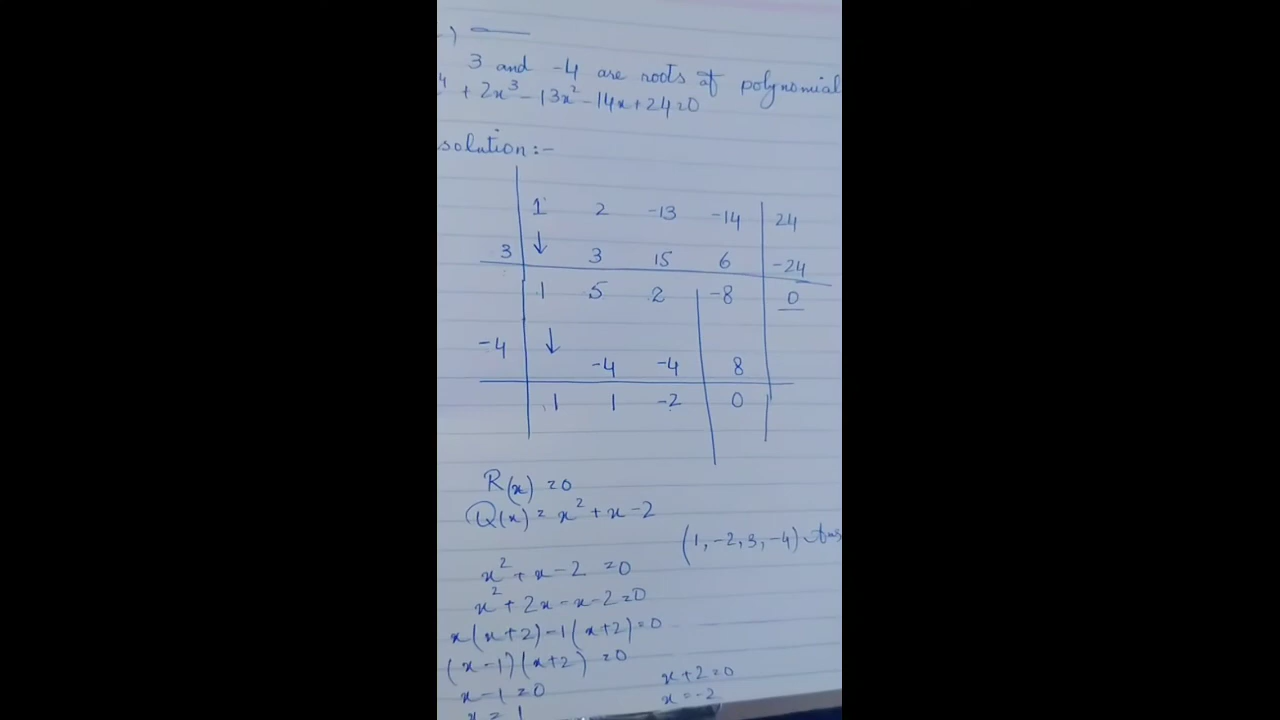 3 and -4 are roots of polynomial
⁴ + 2x³ - 13x² - 14x + 24 = 0
solution :-
1 2 -13 -14 24
3 ↓ 3 15 6 -24
1 5 2 -8 0
-4 ↓
-4 -4 8
1 1 -2 0
R(x) = 0
Q(x) = x² + x - 2
(1, -2, 3, -4) Ans
x² + x - 2 = 0
x² + 2x - x - 2 = 0
x(x+2) - 1(x+2) = 0
(x-1)(x+2) = 0
x - 1 = 0 x + 2 = 0
x = 1 x = -2